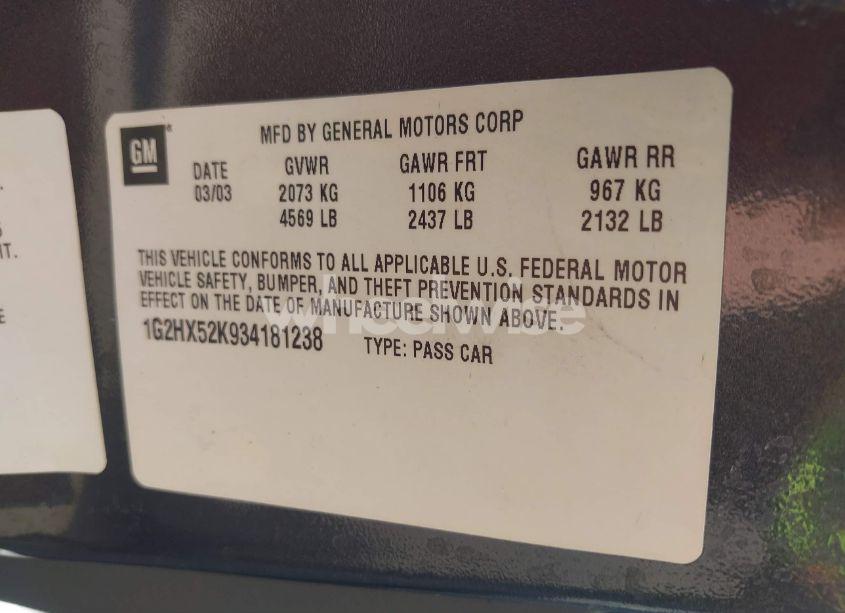 GM
MFD BY GENERAL MOTORS CORP
DATE GVWR GAWR FRT GAWR RR
03/03 2073 KG 1106 KG 967 KG
4569 LB 2437 LB 2132 LB
THIS VEHICLE CONFORMS TO ALL APPLICABLE U.S. FEDERAL MOTOR
VEHICLE SAFETY, BUMPER, AND THEFT PREVENTION STANDARDS IN
EFFECT ON THE DATE OF MANUFACTURE SHOWN ABOVE.
1G2HX52K934181238 TYPE: PASS CAR